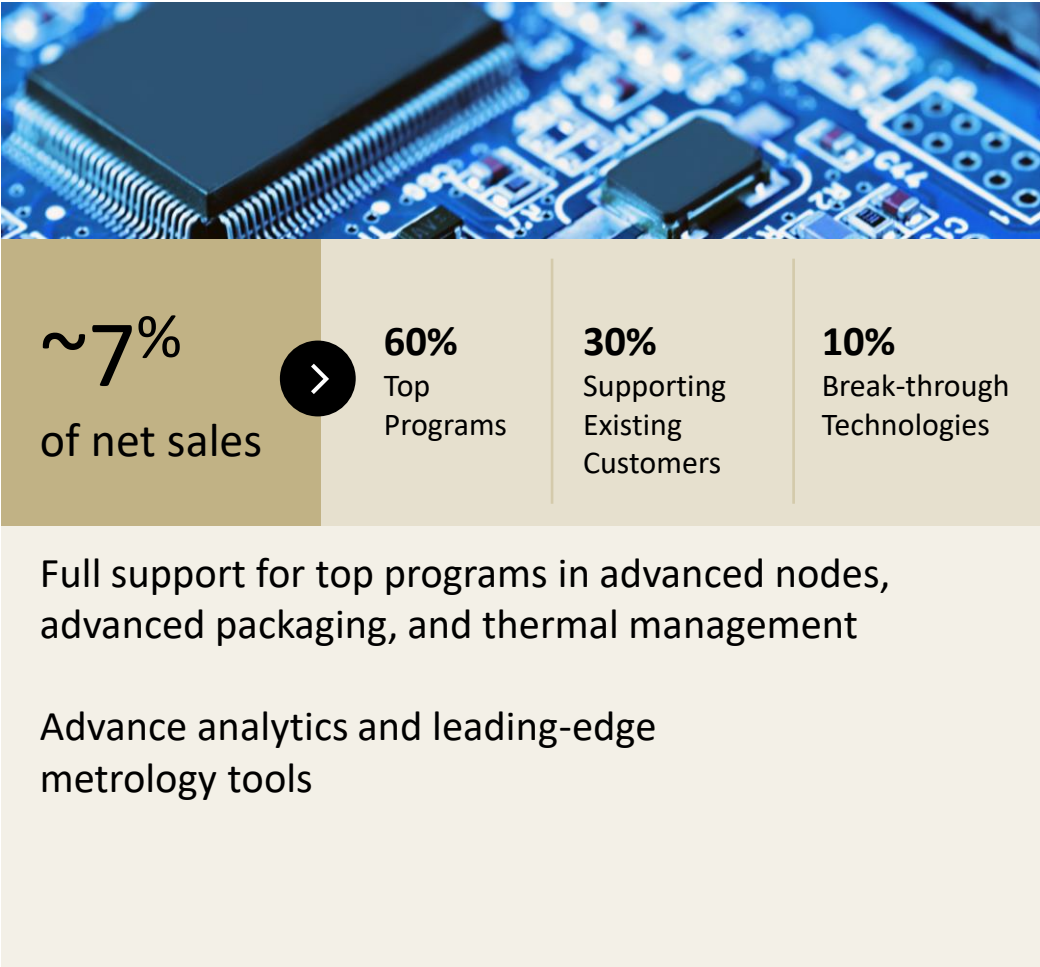 ~7%
of net sales
60%
Top
Programs
30%
Supporting
Existing
Customers
10%
Break-through
Technologies
Full support for top programs in advanced nodes,
advanced packaging, and thermal management
Advance analytics and leading-edge
metrology tools